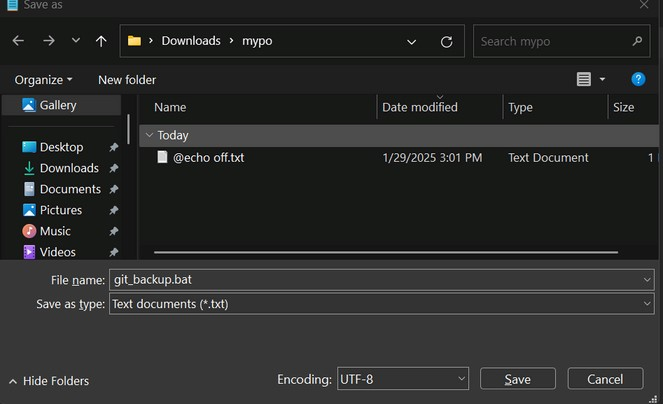 Save as
Downloads > mypo
Search mypo
Organize
New folder
Gallery
Name
Date modified
Type
Size
Today
Desktop
@echo off.txt
1/29/2025 3:01 PM
Text Document
1
Downloads
Documents
Pictures
Music
Videos
File name: git_backup.bat
Save as type: Text documents (*.txt)
Hide Folders
Encoding: UTF-8
Save
Cancel